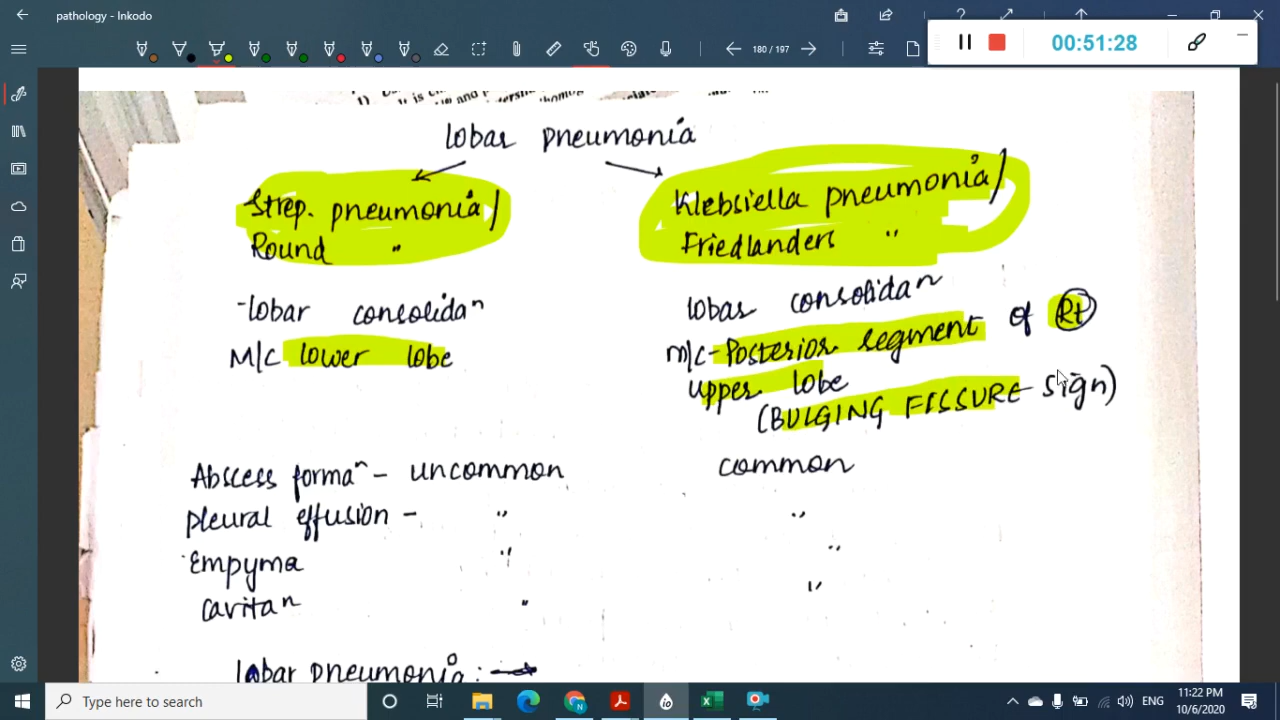 pathology - Inkodo
180 / 197
00:51:28
lobar pneumonia
Strep. pneumonia/
Round "
Klebsiella pneumonia/
Friedlanders "
-lobar consolidaⁿ
M/C lower lobe
lobar consolidaⁿ
m/c - Posterior segment of Rt
upper lobe
(BULGING FISSURE sign)
Abscess formaⁿ - uncommon common
Pleural effusion - " "
Empyma " "
cavitaⁿ " "
lobar pneumonia :
Type here to search
ENG
11:22 PM
10/6/2020